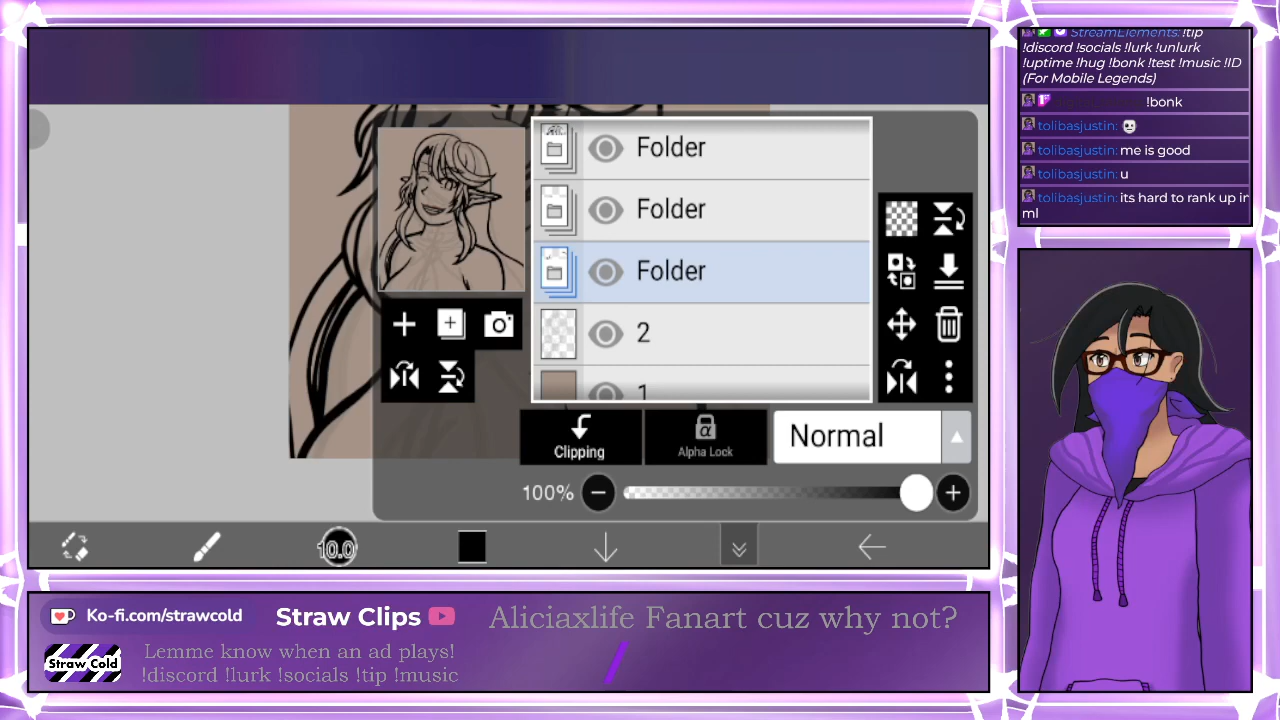 Folder
Folder
Folder
2
1
Clipping
Alpha Lock
Normal
100%
10.0
StreamElements: !tip
!discord !socials !lurk !unlurk
!uptime !hug !bonk !test !music !ID
(For Mobile Legends)
!bonk
tolibasjustin:
tolibasjustin: me is good
tolibasjustin: u
tolibasjustin: its hard to rank up in
ml
Ko-fi.com/strawcold
Straw Clips
Aliciaxlife Fanart cuz why not?
Straw Cold
Lemme know when an ad plays!
!discord !lurk !socials !tip !music